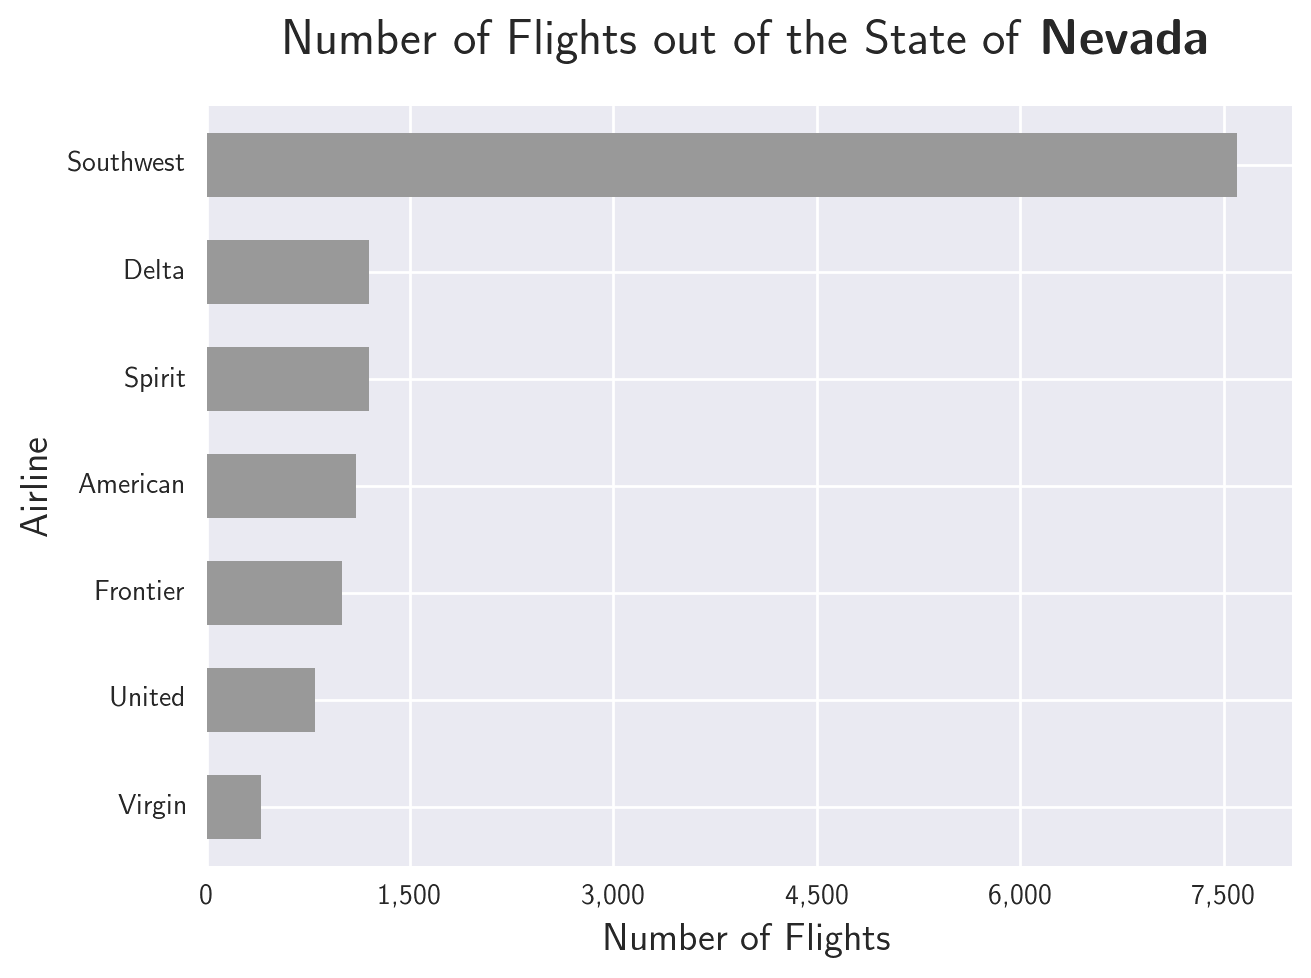 Number of Flights out of the State of Nevada
Southwest
Delta
Spirit
American
Frontier
United
Virgin
Airline
0 1,500 3,000 4,500 6,000 7,500
Number of Flights